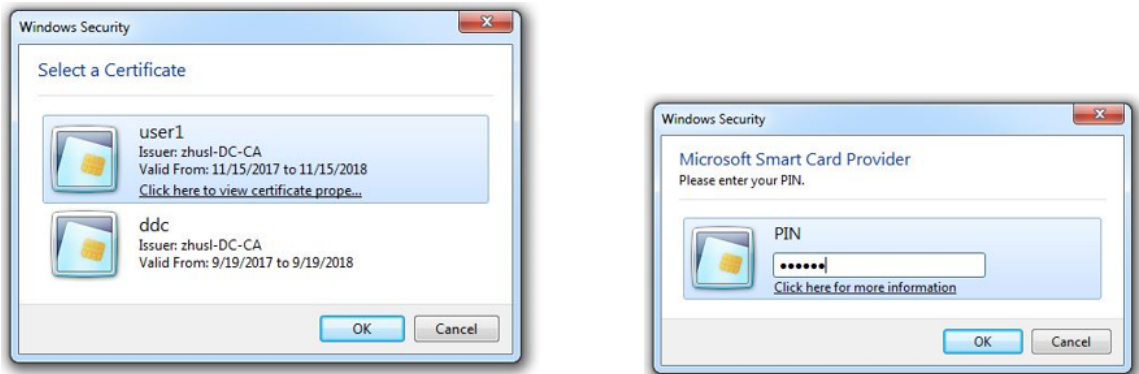 Windows Security
Select a Certificate
user1
Issuer: zhusl-DC-CA
Valid From: 11/15/2017 to 11/15/2018
Click here to view certificate prope...
ddc
Issuer: zhusl-DC-CA
Valid From: 9/19/2017 to 9/19/2018
OK
Cancel
Windows Security
Microsoft Smart Card Provider
Please enter your PIN.
PIN
••••••
Click here for more information
OK
Cancel